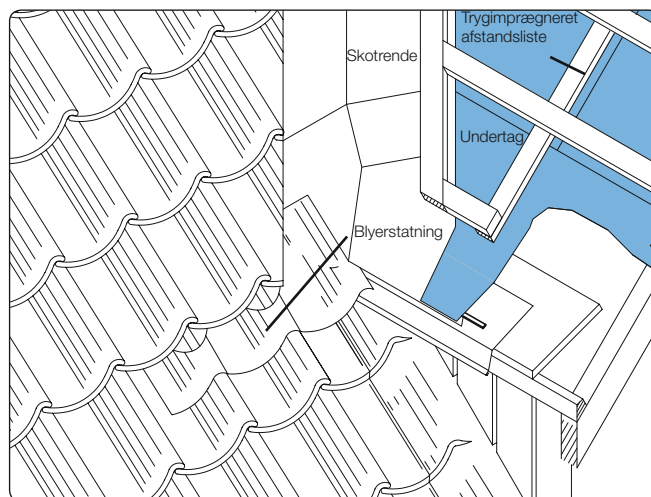 Trygimprægneret
afstandsliste
Skotrende
Undertag
Blyerstatning